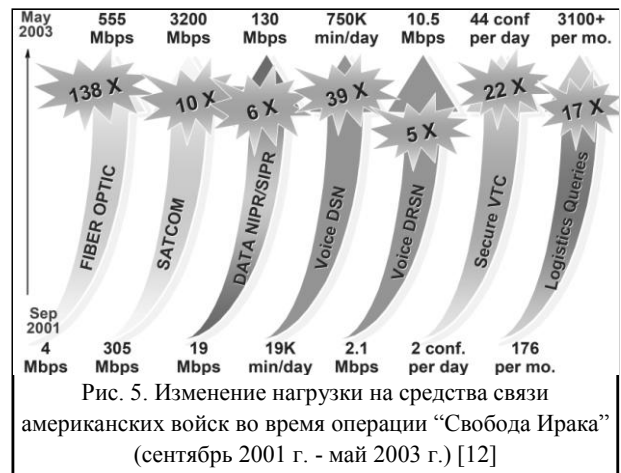 May 2003
555 Mbps
3200 Mbps
130 Mbps
750K min/day
10.5 Mbps
44 conf per day
3100+ per mo.
138 X
10 X
6 X
39 X
5 X
22 X
17 X
FIBER OPTIC
SATCOM
DATA NIPR/SIPR
Voice DSN
Voice DRSN
Secure VTC
Logistics Queries
Sep 2001
4 Mbps
305 Mbps
19 Mbps
19K min/day
2.1 Mbps
2 conf. per day
176 per mo.
Рис. 5. Изменение нагрузки на средства связи
американских войск во время операции “Свобода Ирака”
(сентябрь 2001 г. - май 2003 г.) [12]